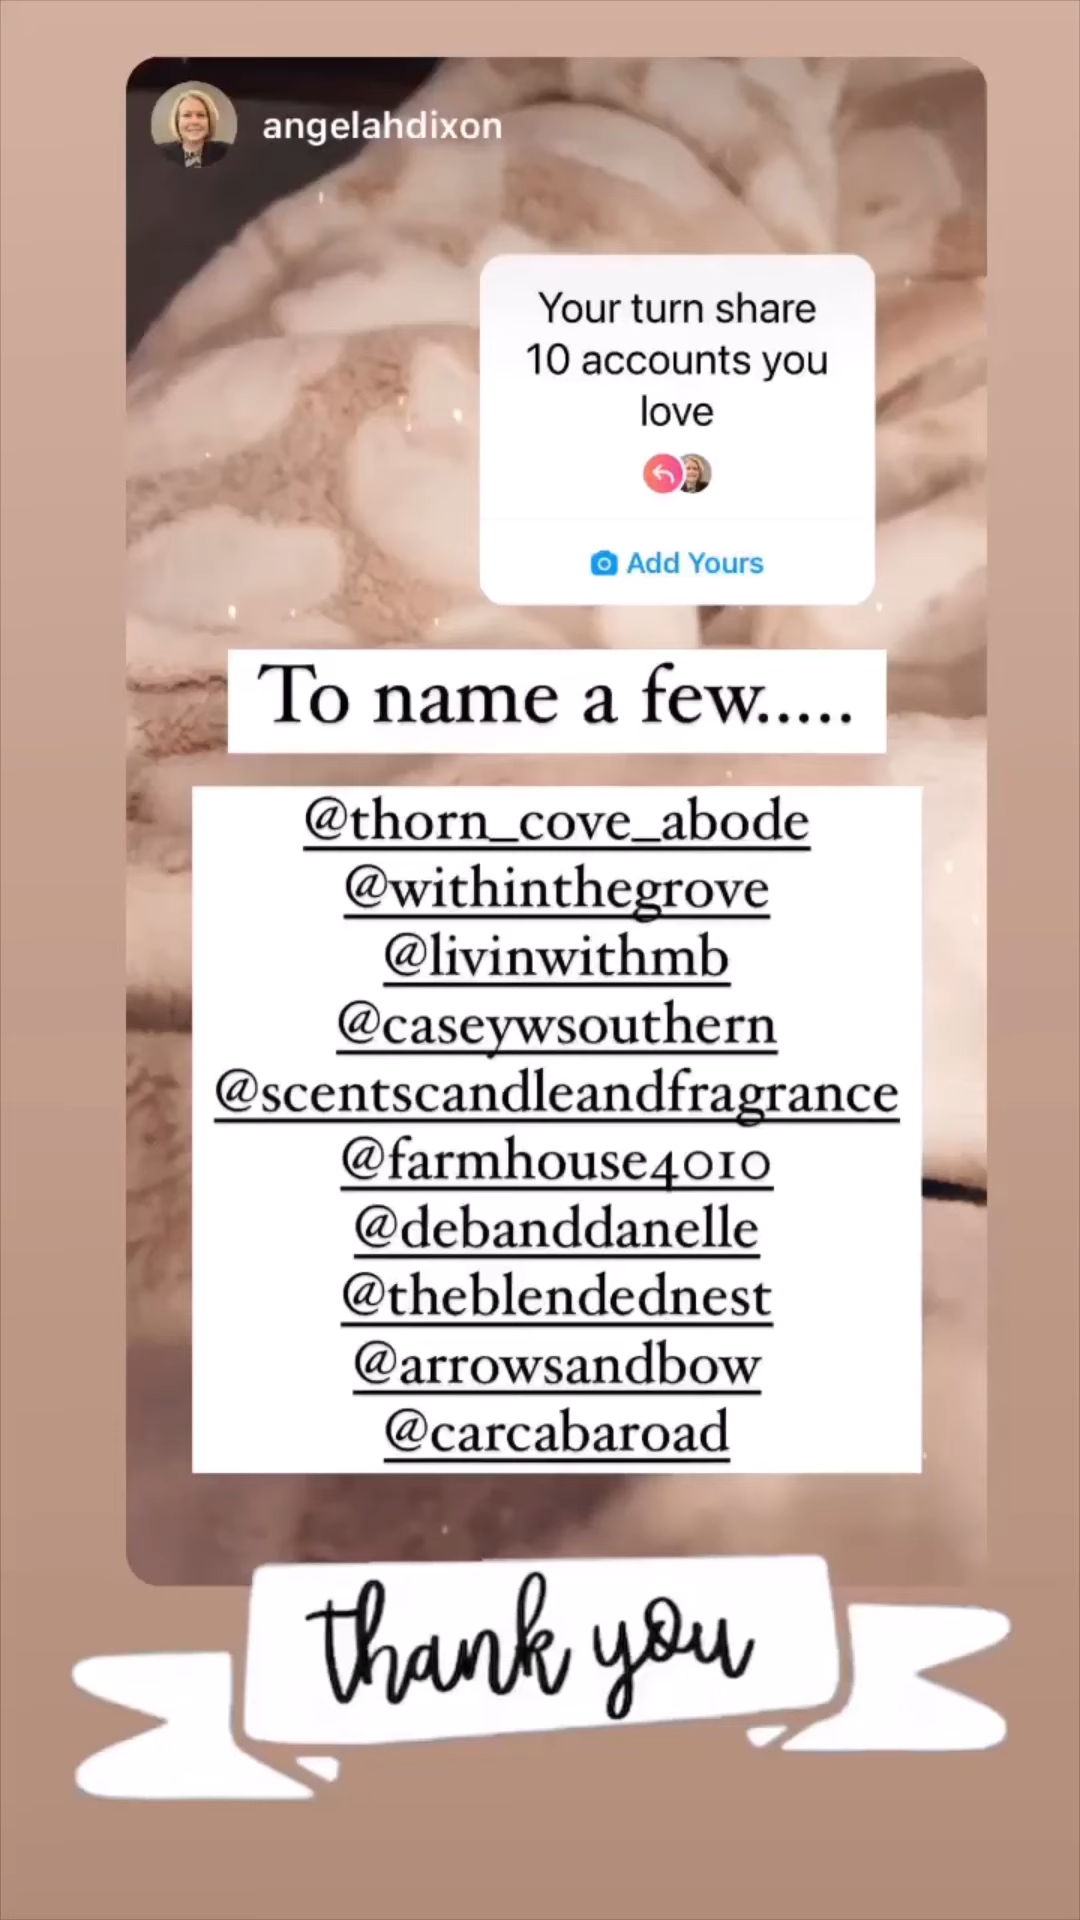 angelahdixon
Your turn share
10 accounts you
love
Add Yours
To name a few.....
@thorn_cove_abode
@withinthegrove
@livinwithmb
@caseywsouthern
@scentscandleandfragrance
@farmhouse4010
@debanddanelle
@theblendednest
@arrowsandbow
@carcabaroad
thank you